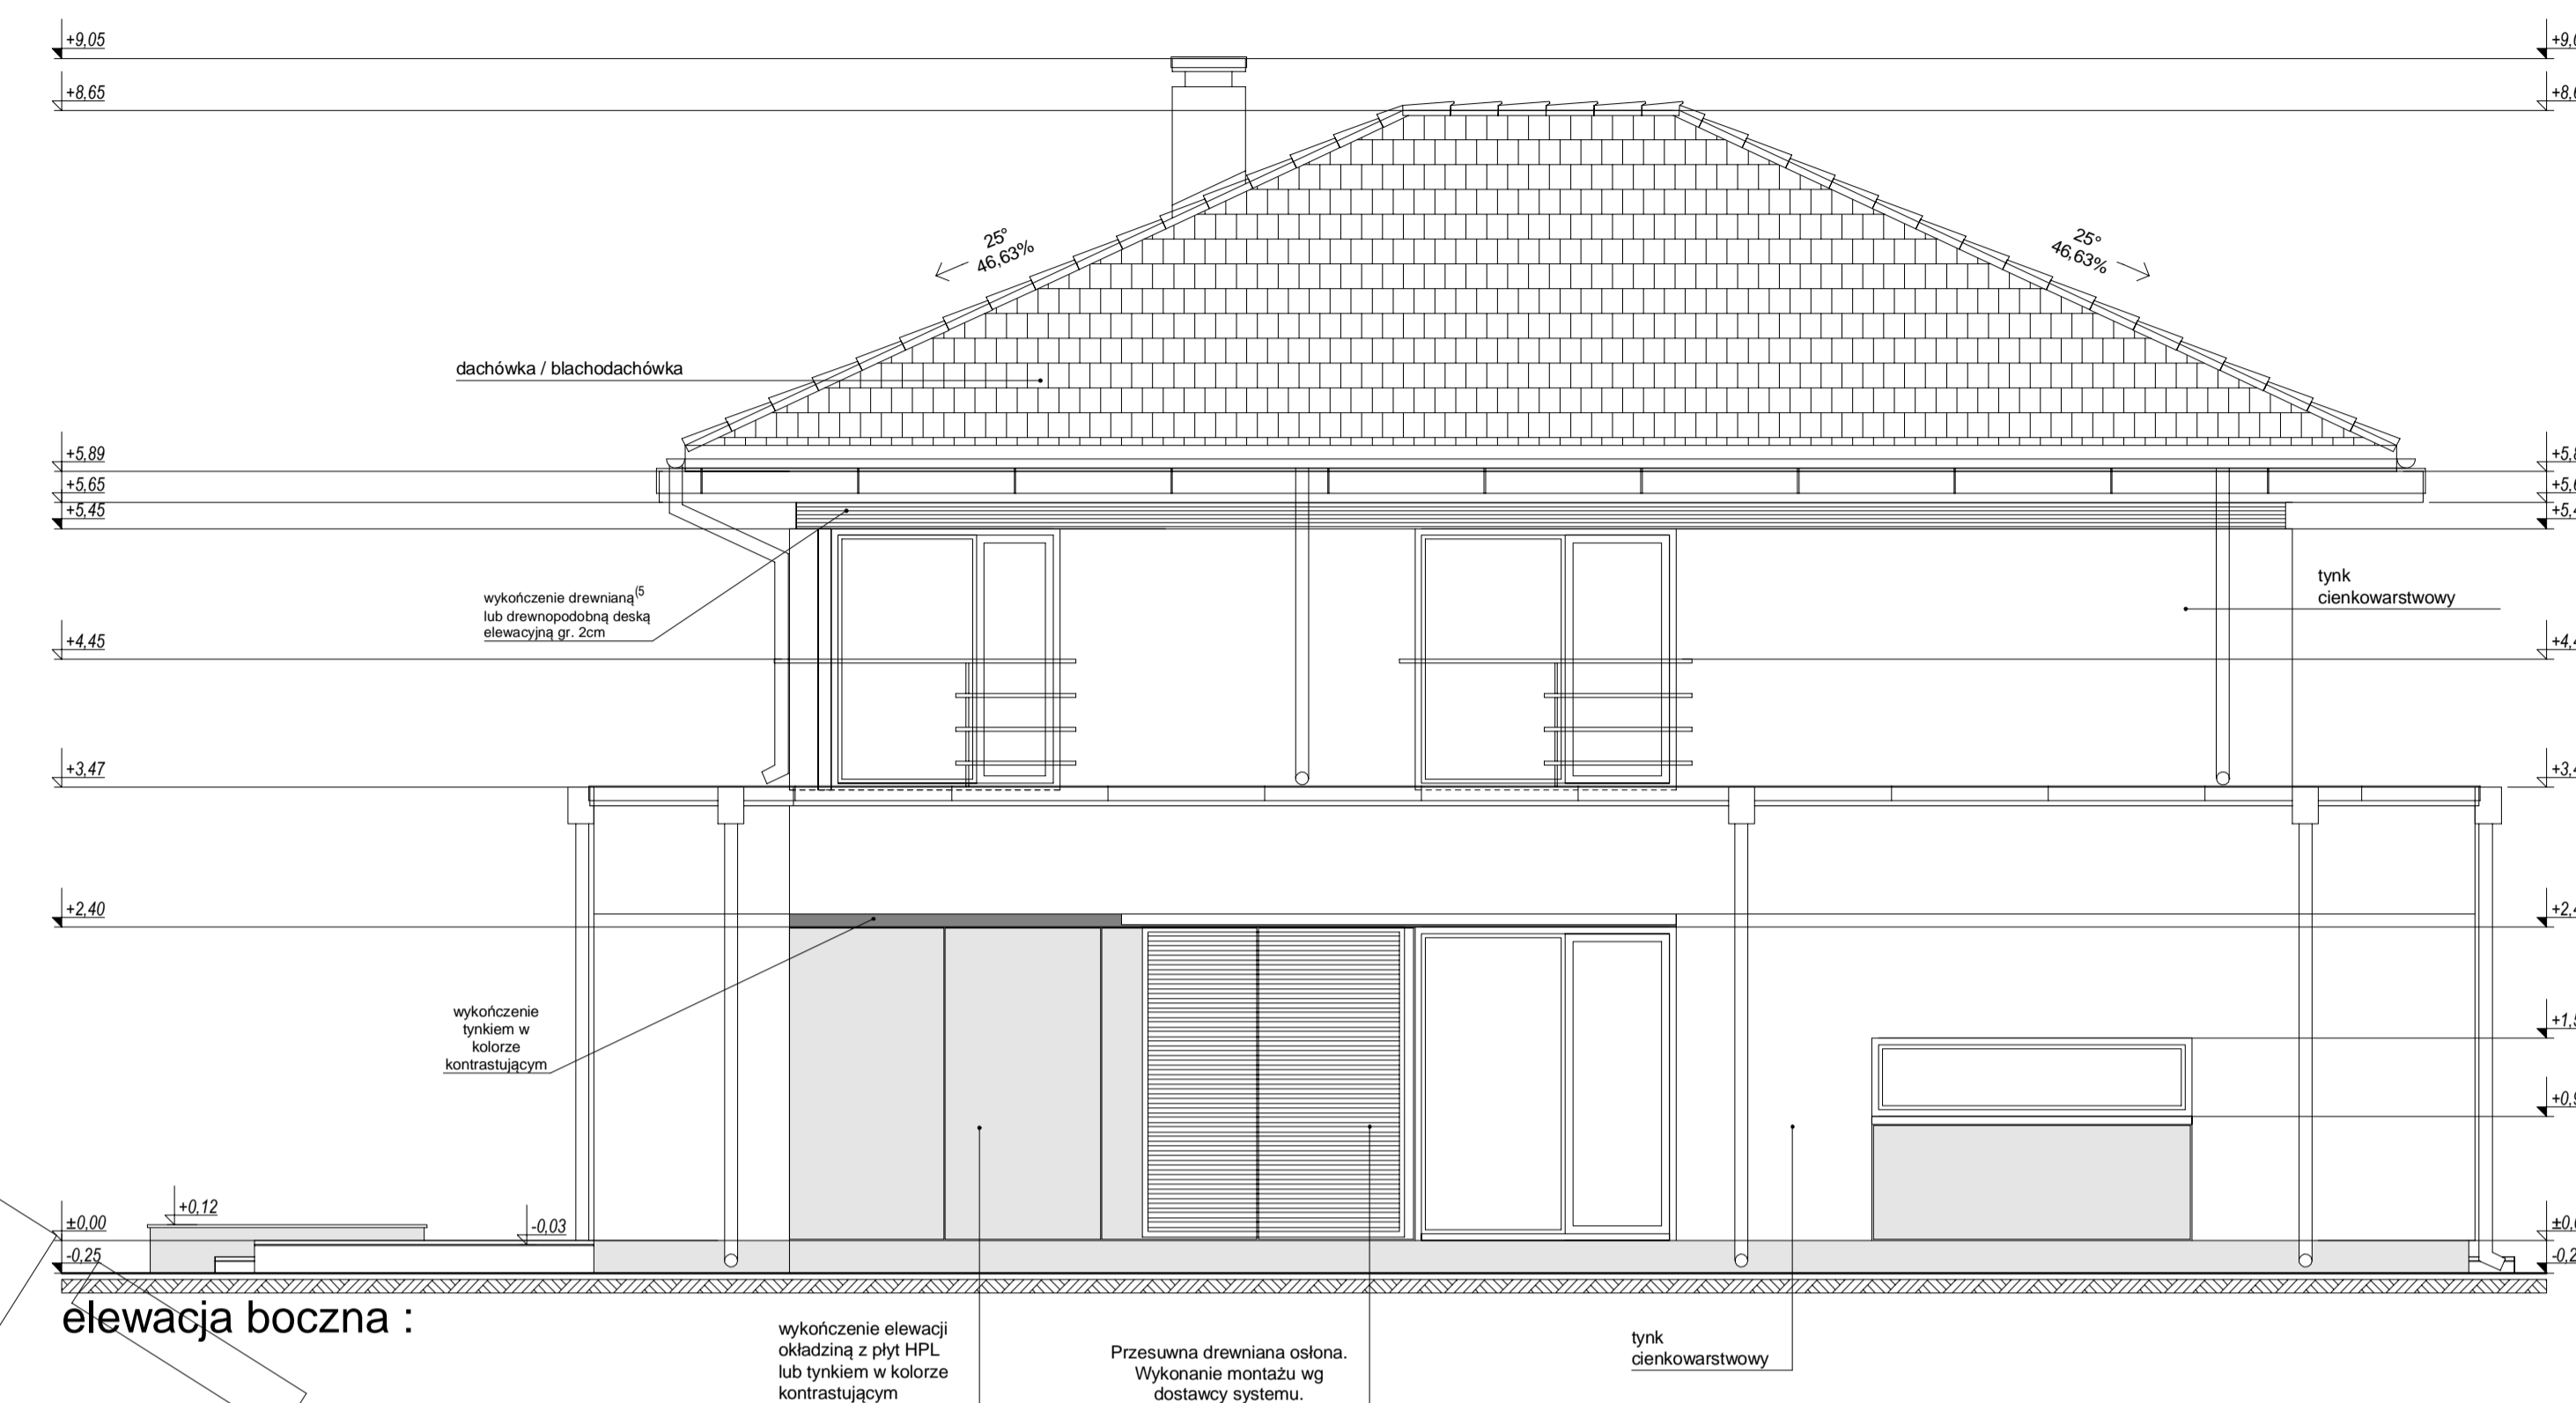 +9,05
+8,65
25°
46,63%
25°
46,63%
dachówka / blachodachówka
+5,89
+5,65
+5,45
wykończenie drewnianą(5
lub drewnopodobną deską
elewacyjną gr. 2cm
tynk
cienkowarstwowy
+4,45
+3,47
+2,40
wykończenie
tynkiem w
kolorze
kontrastującym
+0,12
±0,00
-0,03
-0,25
elewacja boczna :
wykończenie elewacji
okładziną z płyt HPL
lub tynkiem w kolorze
kontrastującym
Przesuwna drewniana osłona.
Wykonanie montażu wg
dostawcy systemu.
tynk
cienkowarstwowy